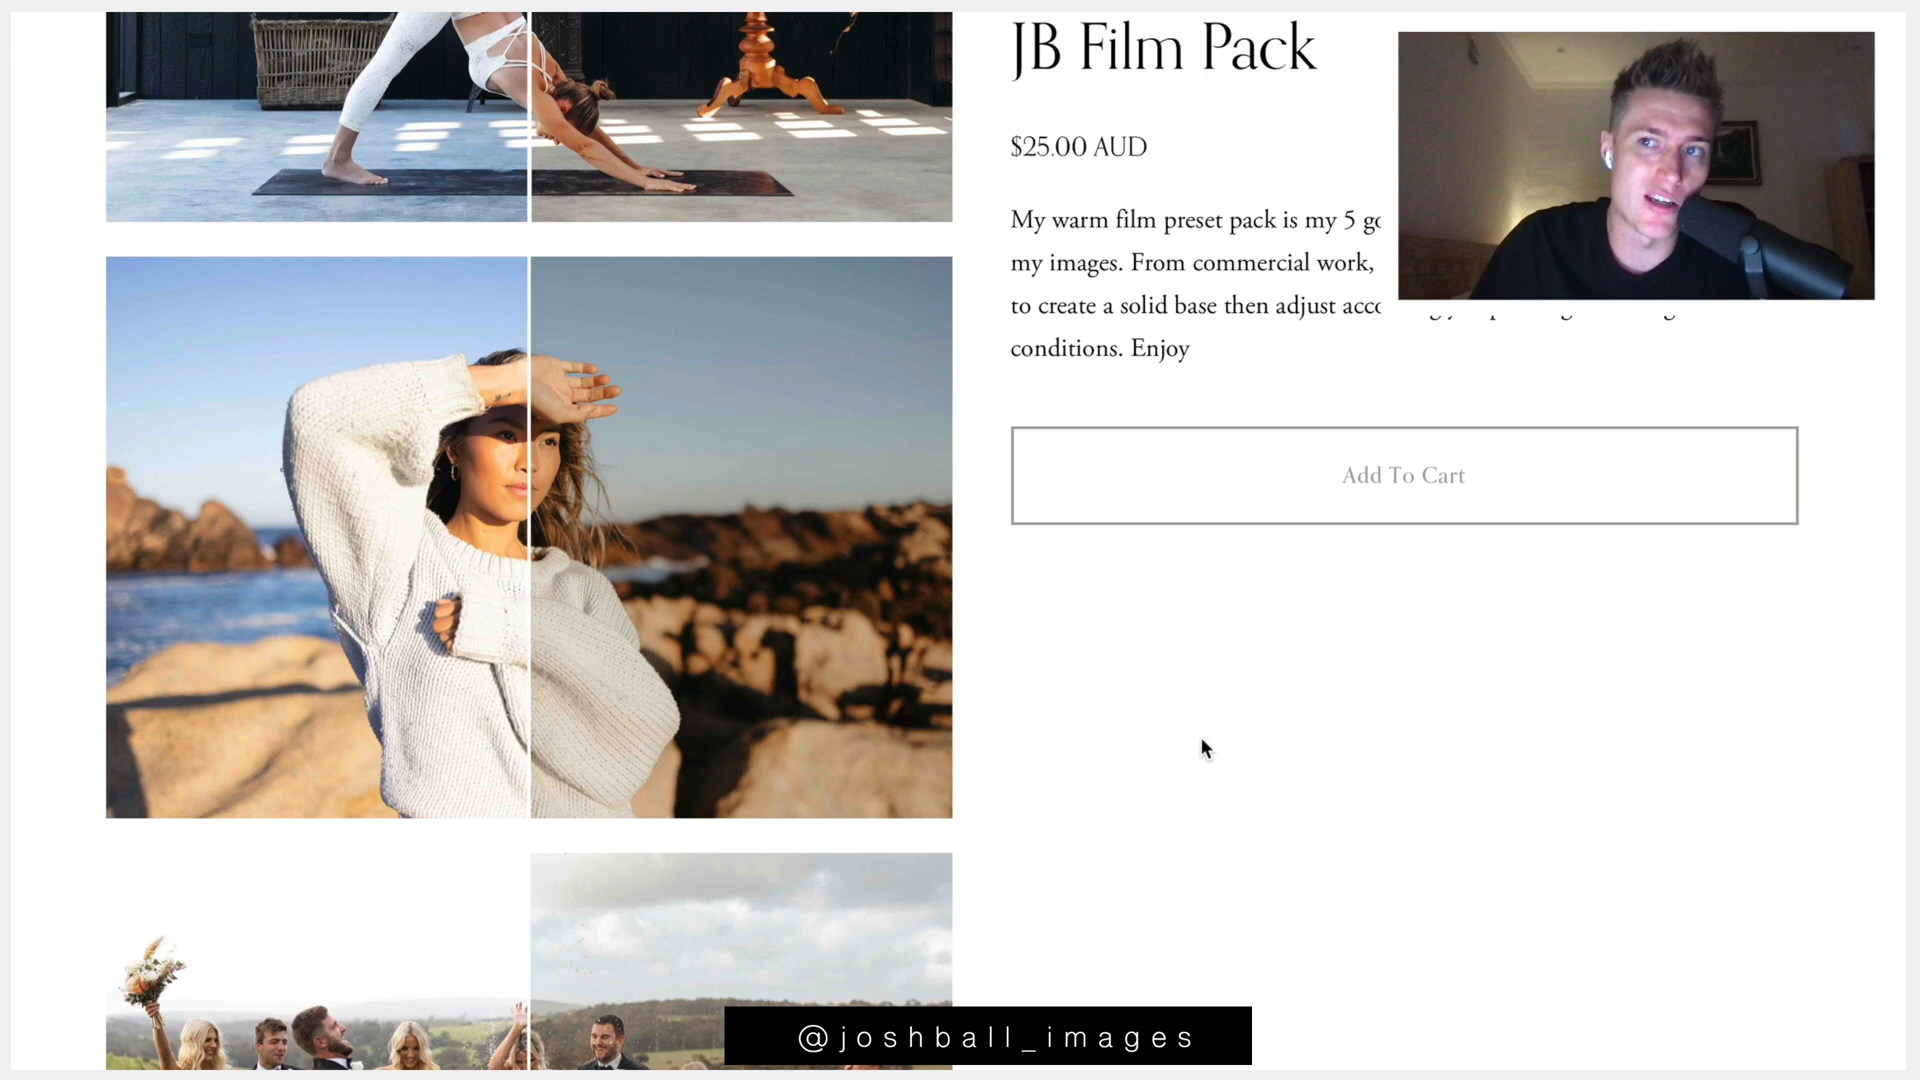 JB Film Pack
$25.00 AUD
My warm film preset pack is my 5
my images. From commercial work,
to create a solid base then adjust
conditions. Enjoy
Add To Cart
@joshball_images